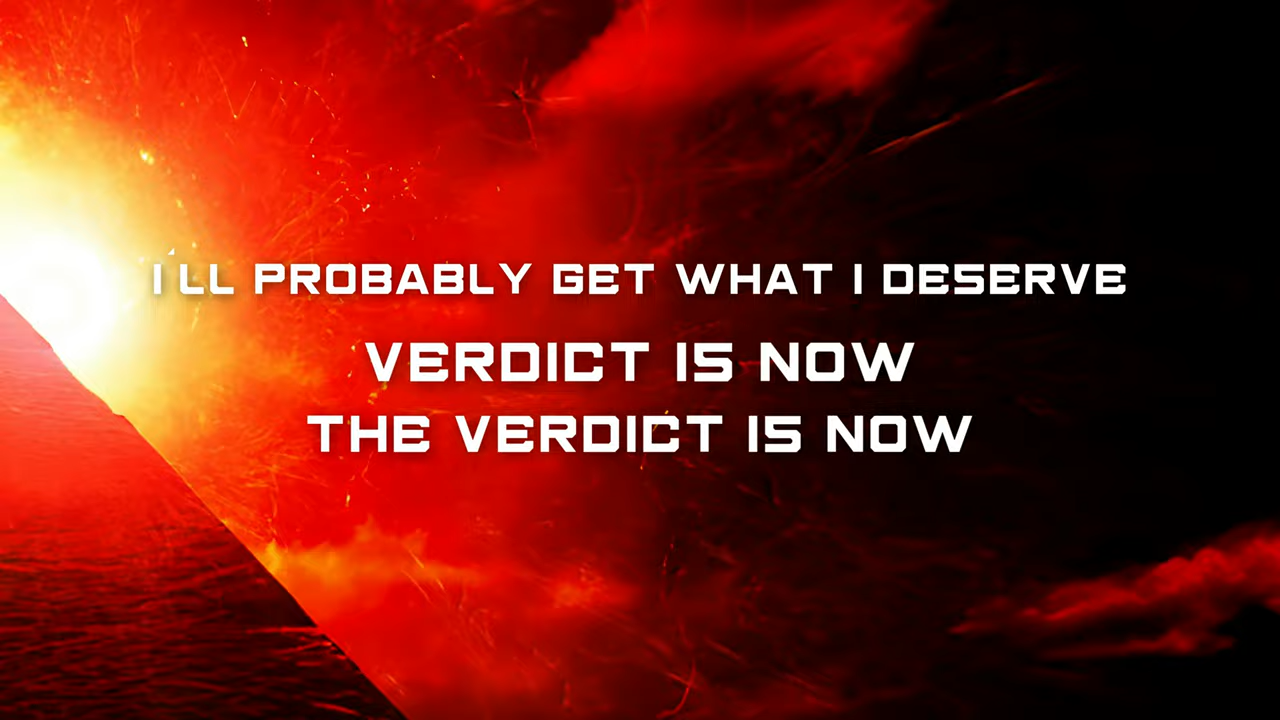 I'LL PROBABLY GET WHAT I DESERVE
VERDICT IS NOW
THE VERDICT IS NOW